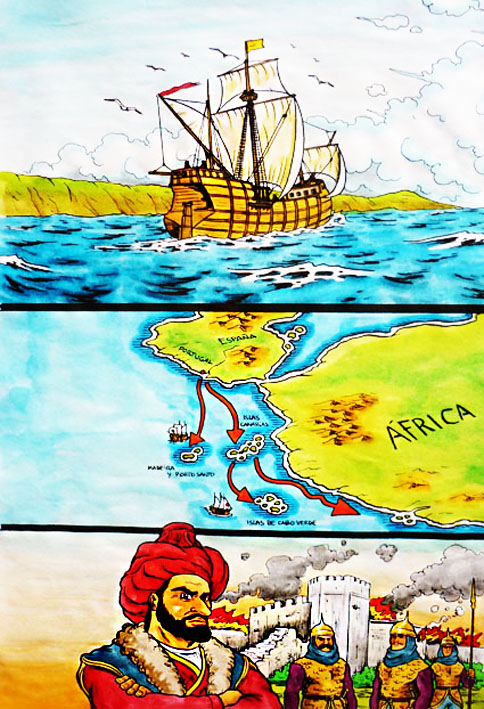 ESPAÑA
PORTUGAL
ÁFRICA
ISLAS
CANARIAS
MADEIRA
Y PORTO SANTO
ISLAS DE CABO VERDE